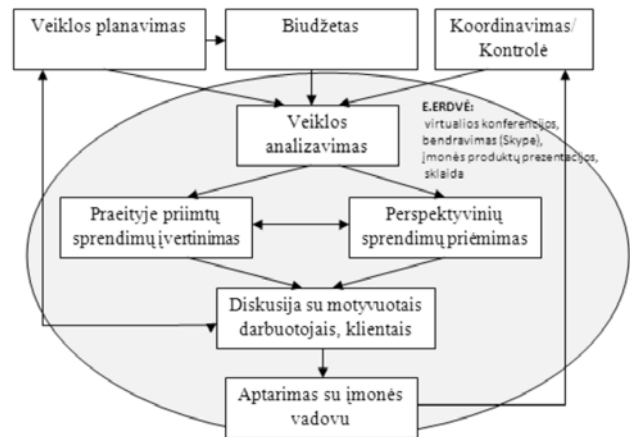 Veiklos planavimas
Biudžetas
Koordinavimas/
Kontrolė
E.ERDVĖ:
virtualios konferencijos,
bendravimas (Skype),
įmonės produktų prezentacijos,
sklaida
Veiklos
analizavimas
Praeityje priimtų
sprendimų įvertinimas
Perspektyvinių
sprendimų priėmimas
Diskusija su motyvuotais
darbuotojais, klientais
Aptarimas su įmonės
vadovu